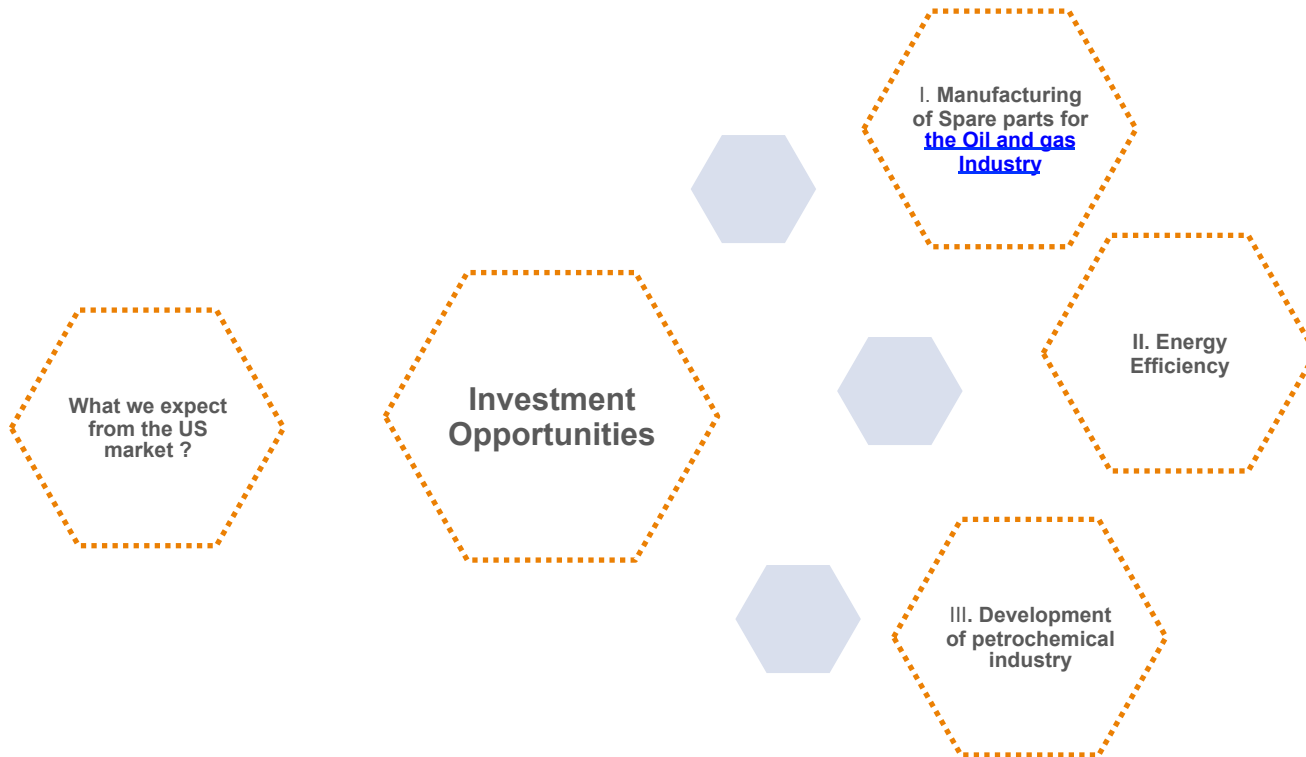 What we expect
from the US
market ?
Investment
Opportunities
I. Manufacturing
of Spare parts for
the Oil and gas
Industry
II. Energy
Efficiency
III. Development
of petrochemical
industry